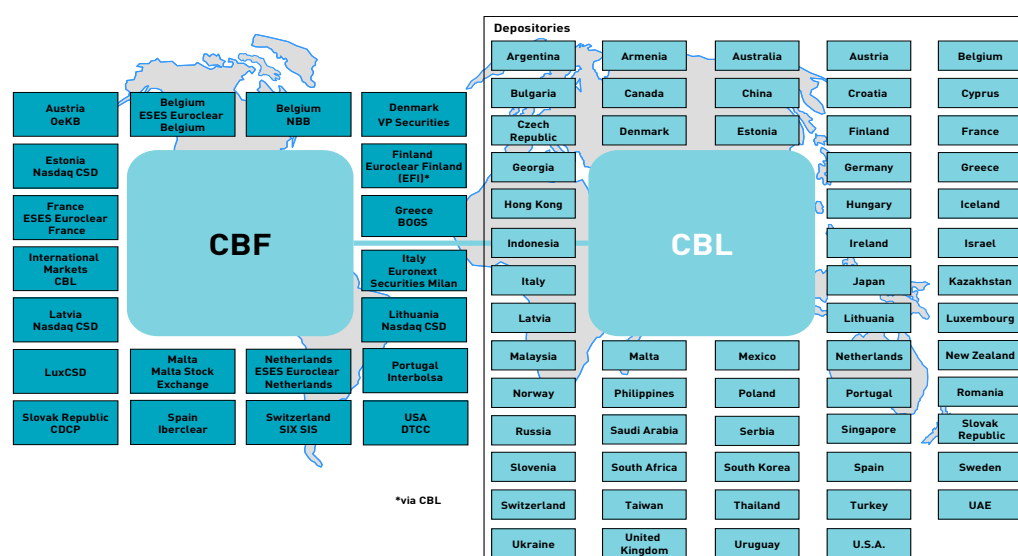 Depositories
Austria
OeKB
Belgium
ESES Euroclear
Belgium
Belgium
NBB
Denmark
VP Securities
Estonia
Nasdaq CSD
Finland
Euroclear Finland
(EFI)*
France
ESES Euroclear
France
Greece
BOGS
CBF
International
Markets
CBL
Italy
Euronext
Securities Milan
Latvia
Nasdaq CSD
Lithuania
Nasdaq CSD
LuxCSD
Malta
Malta Stock
Exchange
Netherlands
ESES Euroclear
Netherlands
Portugal
Interbolsa
Slovak Republic
CDCP
Spain
Iberclear
Switzerland
SIX SIS
USA
DTCC
*via CBL
Argentina
Armenia
Australia
Austria
Belgium
Bulgaria
Canada
China
Croatia
Cyprus
Czech
Republic
Denmark
Estonia
Finland
France
Georgia
Germany
Greece
Hong Kong
Hungary
Iceland
CBL
Indonesia
Ireland
Israel
Italy
Japan
Kazakhstan
Latvia
Lithuania
Luxembourg
Malaysia
Malta
Mexico
Netherlands
New Zealand
Norway
Philippines
Poland
Portugal
Romania
Russia
Saudi Arabia
Serbia
Singapore
Slovak
Republic
Slovenia
South Africa
South Korea
Spain
Sweden
Switzerland
Taiwan
Thailand
Turkey
UAE
Ukraine
United
Kingdom
Uruguay
U.S.A.